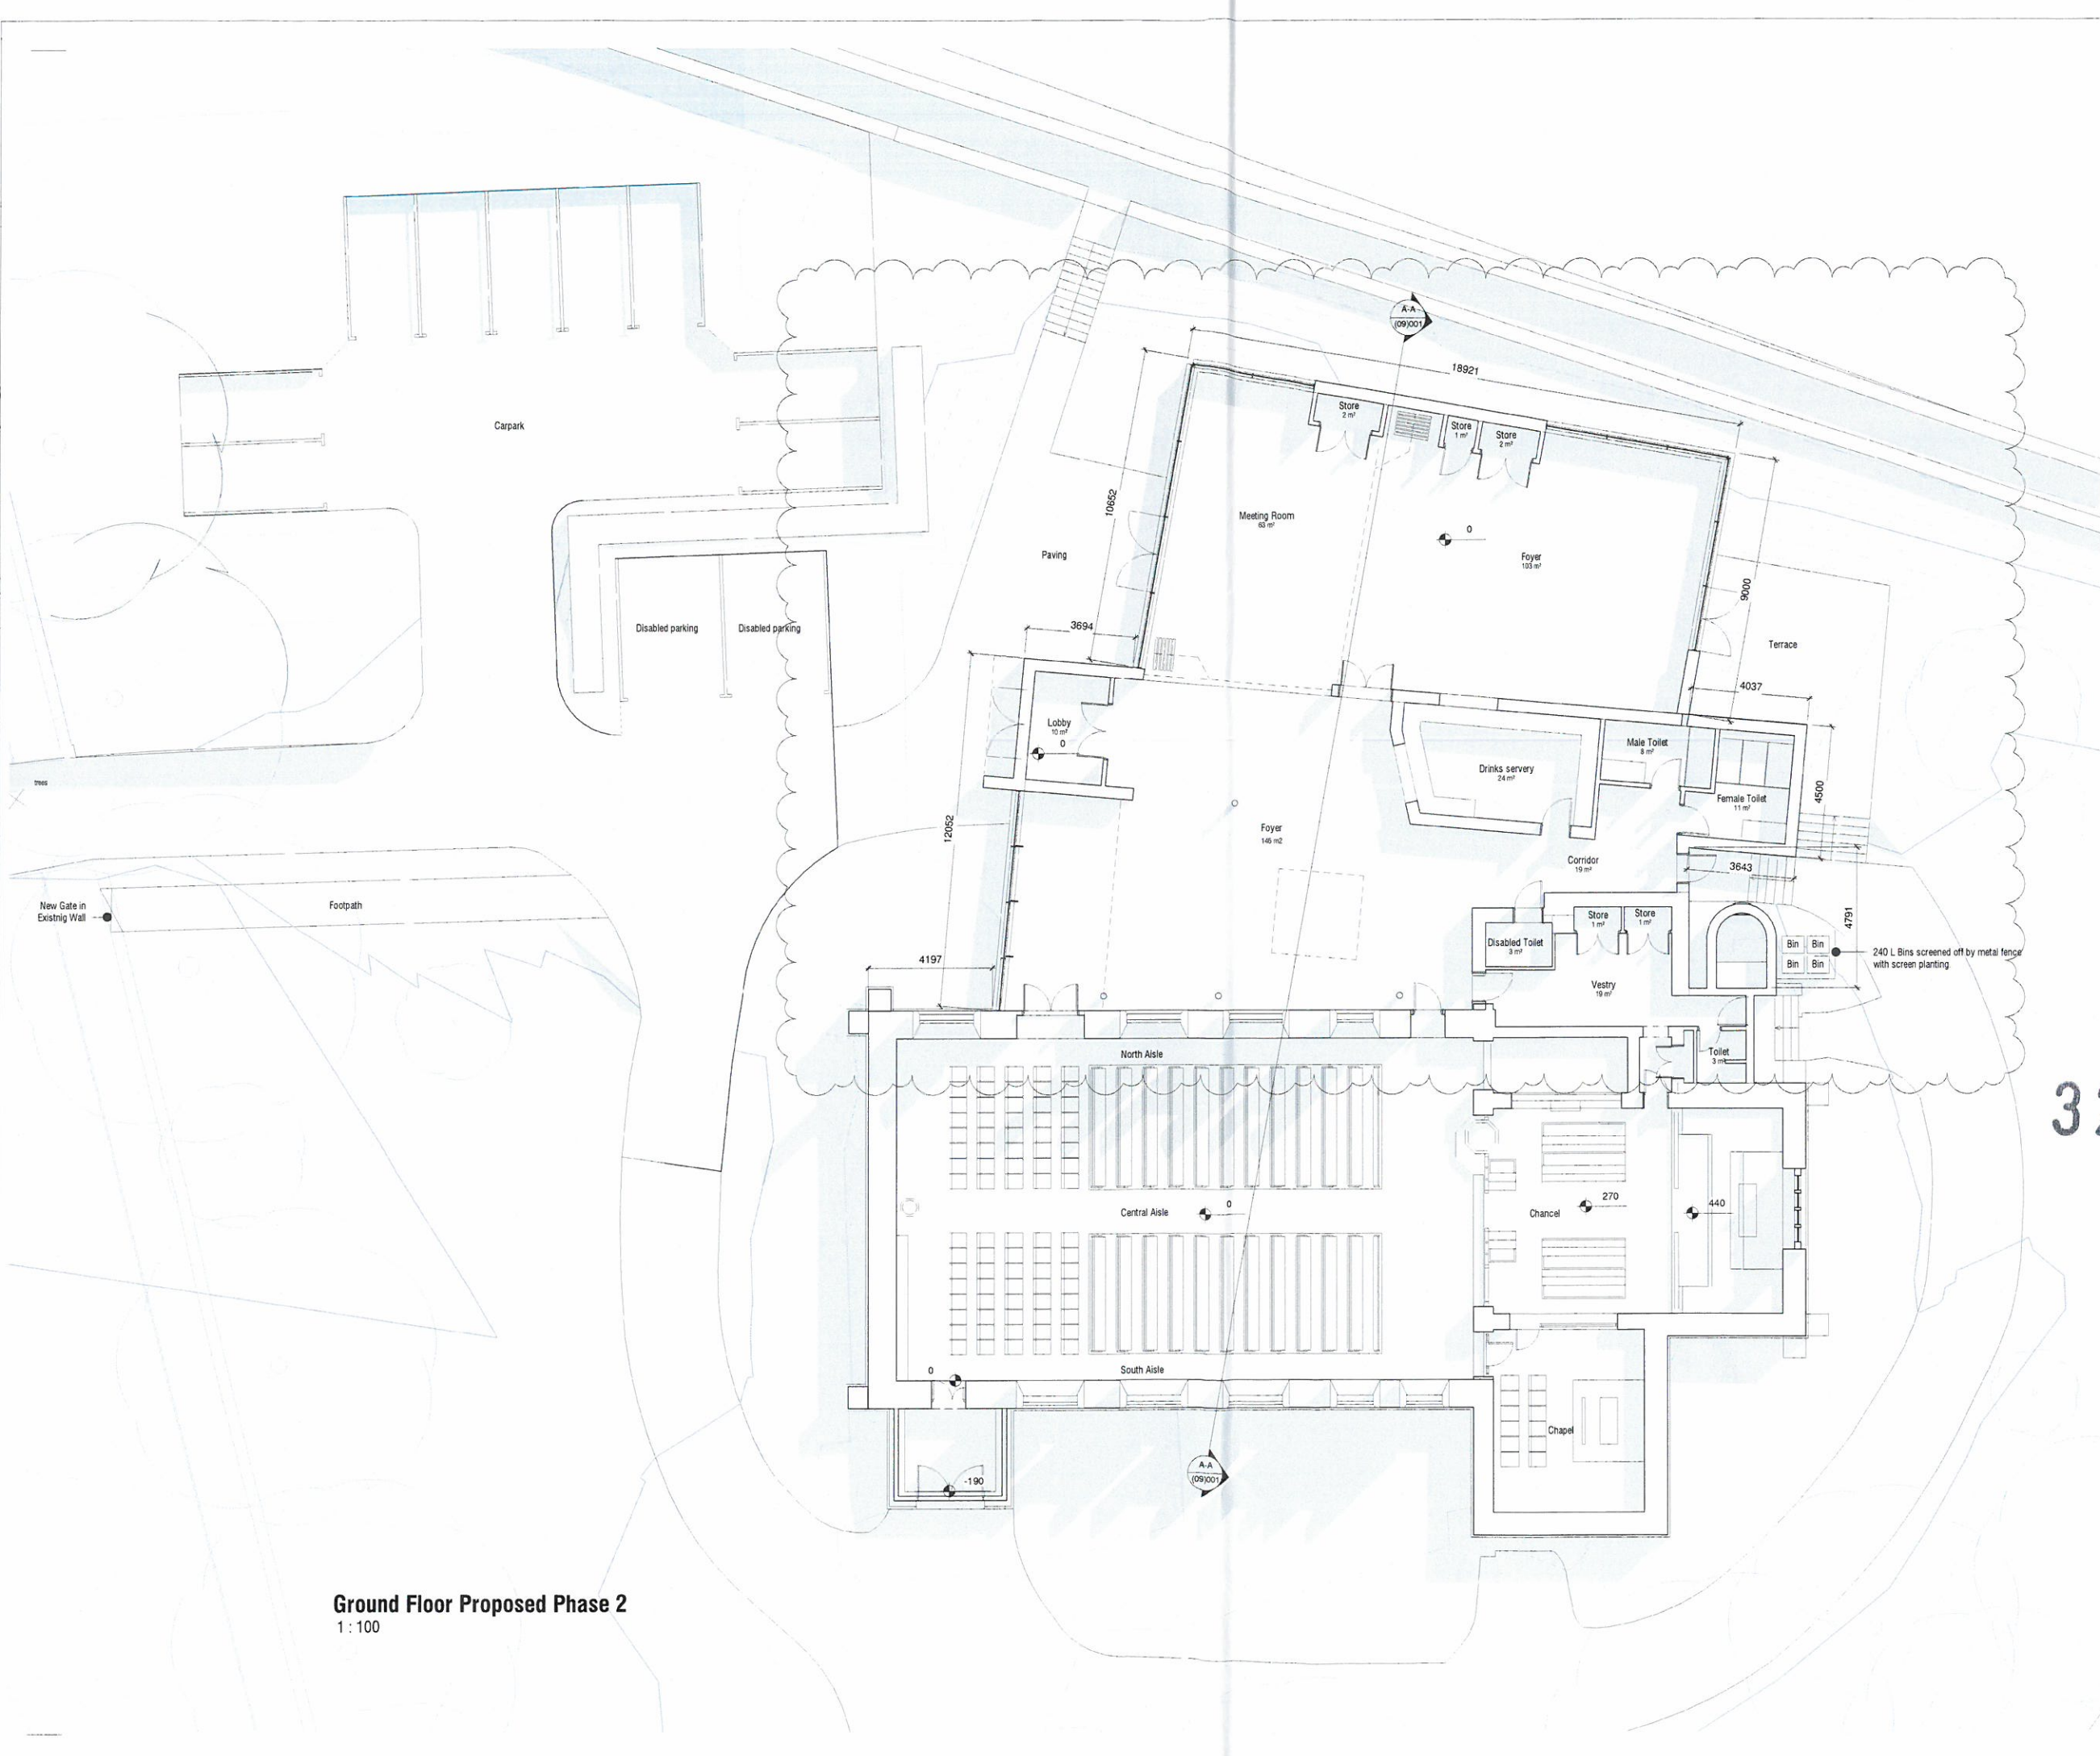 A-A
(09)001
18921
Store
2 m²
Store
1 m²
Store
2 m²
Carpark
10652
Meeting Room
63 m²
0
Foyer
103 m²
Paving
9000
Disabled parking
Disabled parking
3694
Terrace
4037
Lobby
10 m²
0
Male Toilet
8 m²
Drinks servery
24 m²
trees
Female Toilet
11 m²
4500
12052
Foyer
146 m2
Corridor
19 m²
3643
New Gate in
Existnig Wall
Footpath
Store
1 m²
Store
1 m²
4791
Disabled Toilet
3 m²
Bin
Bin
Bin
Bin
240 L Bins screened off by metal fence
with screen planting
4197
Vestry
19 m²
North Aisle
Toilet
3 m²
Central Aisle
0
Chancel
270
440
0
South Aisle
Chapel
A-A
(09)001
-190
Ground Floor Proposed Phase 2
1 : 100